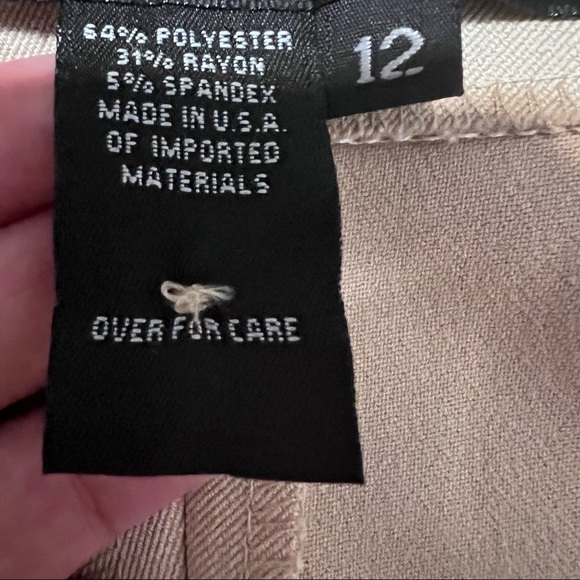 64% POLYESTER
31% RAYON
5% SPANDEX
MADE IN U.S.A.
OF IMPORTED
MATERIALS
OVER FOR CARE
12